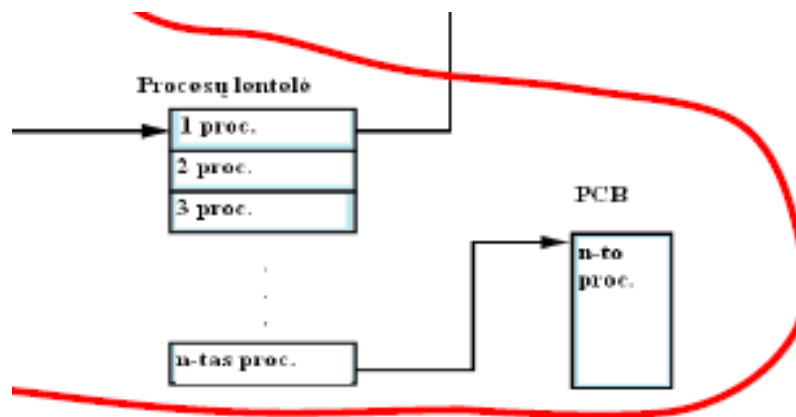 Procesų lentelė
1 proc.
2 proc.
3 proc.
n-tas proc.
PCB
n-to
proc.